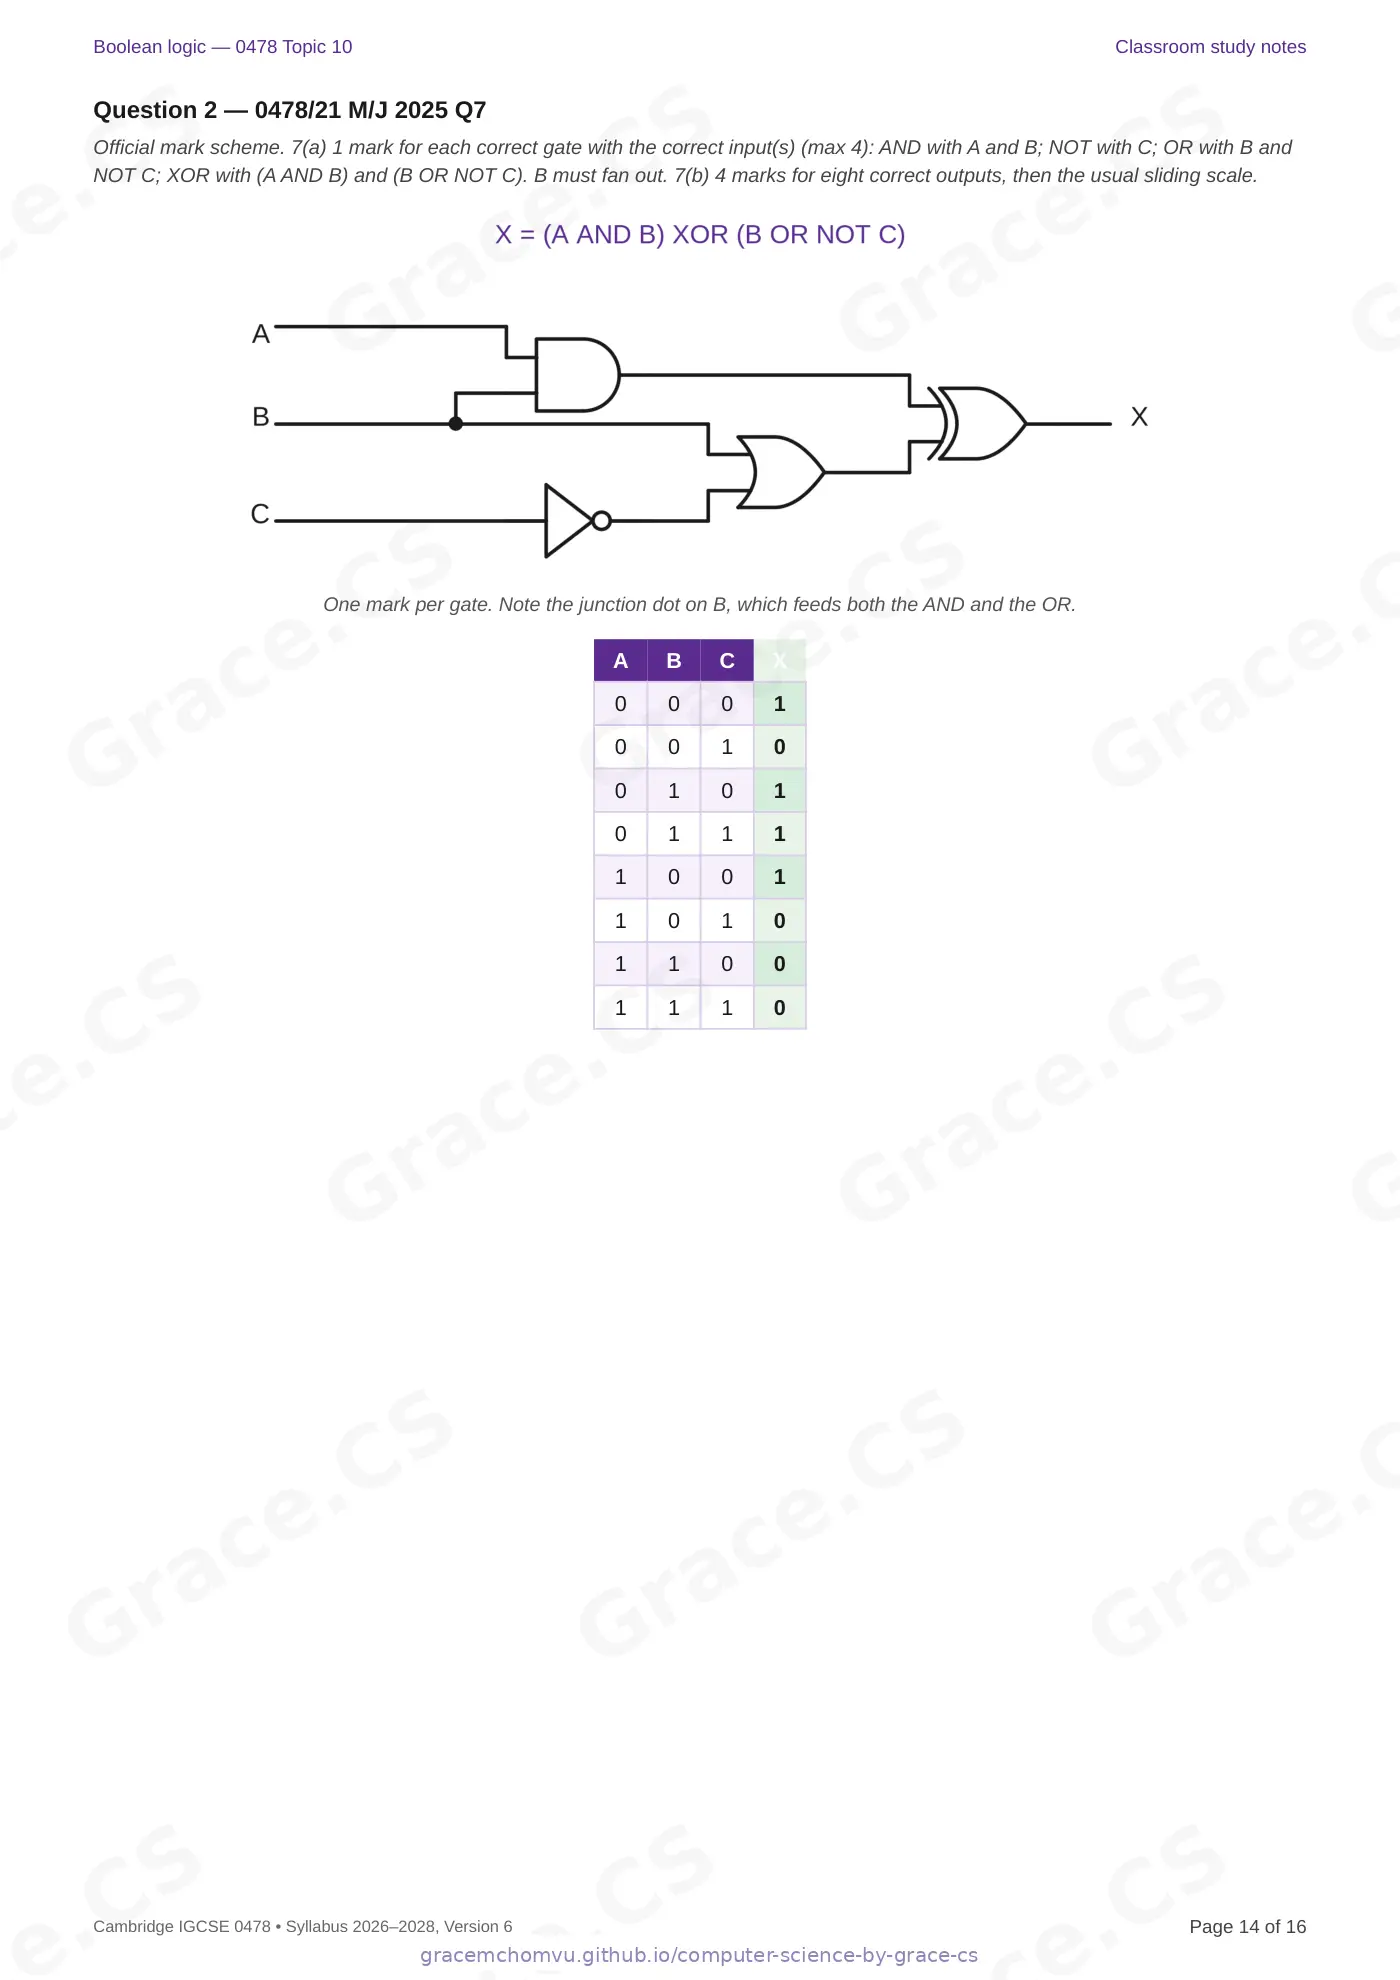 Boolean logic — 0478 Topic 10 Classroom study notes
Question 2 — 0478/21 M/J 2025 Q7
Official mark scheme. 7(a) 1 mark for each correct gate with the correct input(s) (max 4): AND with A and B; NOT with C; OR with B and
NOT C; XOR with (A AND B) and (B OR NOT C). B must fan out. 7(b) 4 marks for eight correct outputs, then the usual sliding scale.
X = (A AND B) XOR (B OR NOT C)
A
B
X
C
One mark per gate. Note the junction dot on B, which feeds both the AND and the OR.
A B C X
0 0 0 1
0 0 1 0
0 1 0 1
0 1 1 1
1 0 0 1
1 0 1 0
1 1 0 0
1 1 1 0
Cambridge IGCSE 0478 • Syllabus 2026–2028, Version 6 Page 14 of 16
gracemchomvu.github.io/computer-science-by-grace-cs
Grace.CS